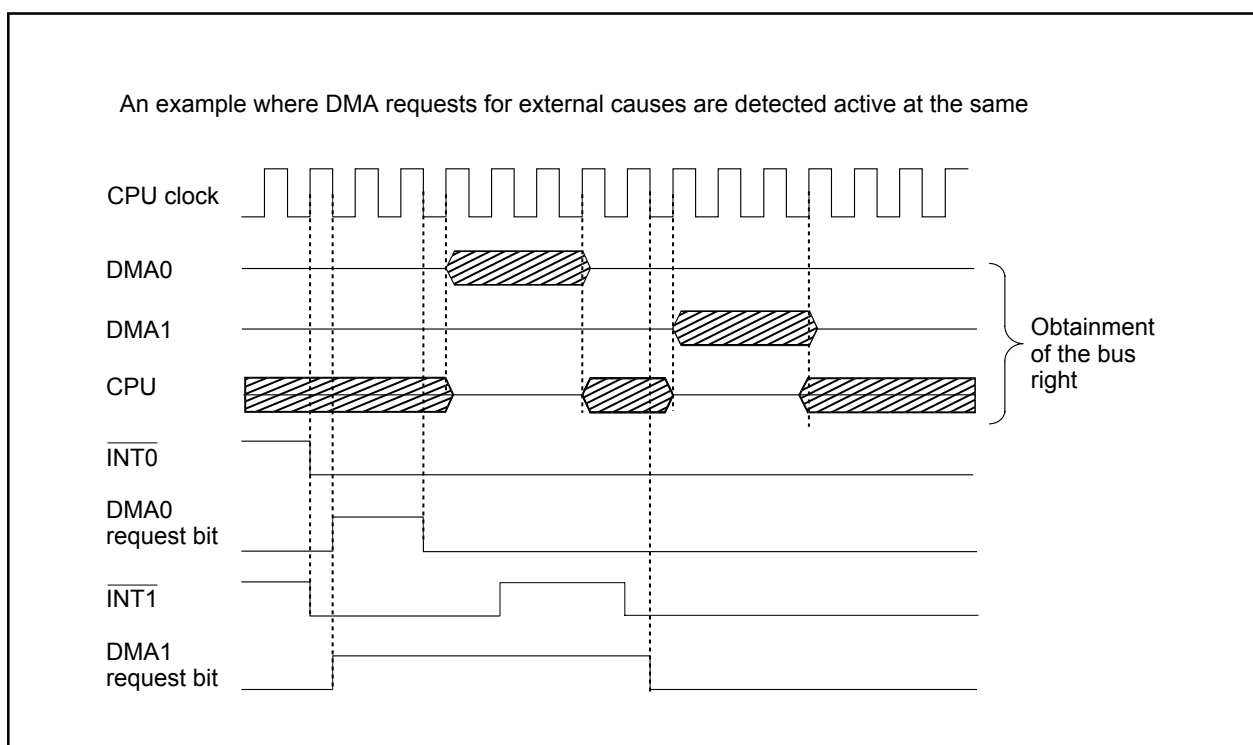 An example where DMA requests for external causes are detected active at the same
CPU clock
DMA0
DMA1
CPU
Obtainment
of the bus
right
INT0
DMA0
request bit
INT1
DMA1
request bit